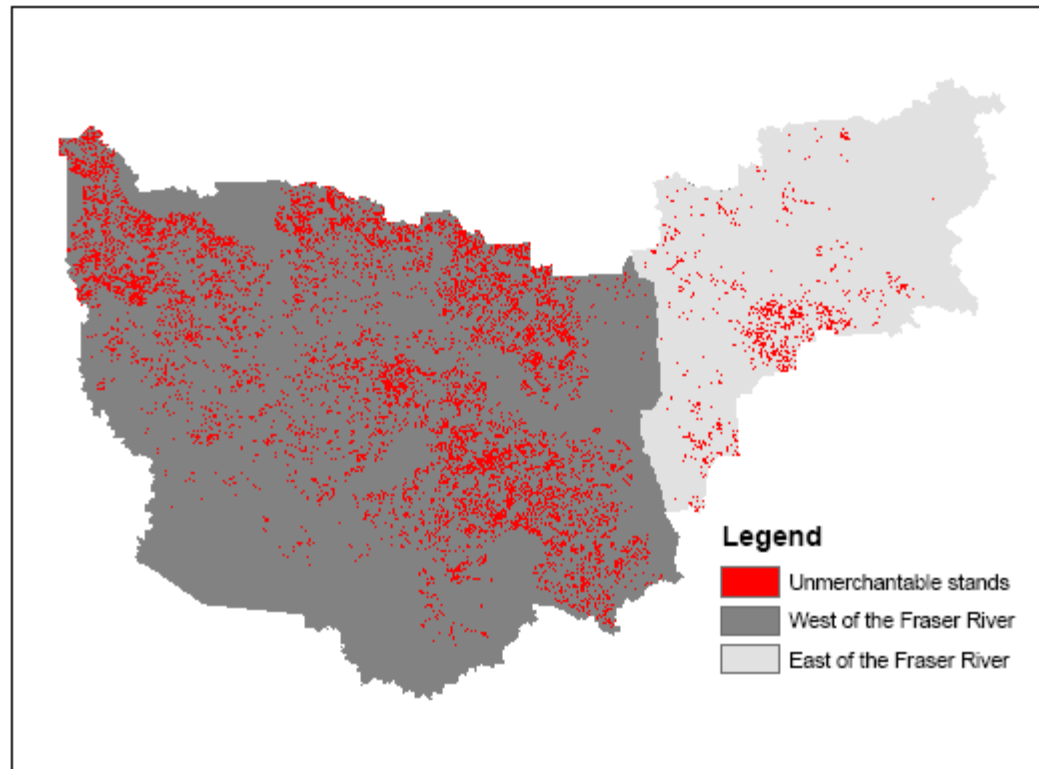 Legend
Unmerchantable stands
West of the Fraser River
East of the Fraser River